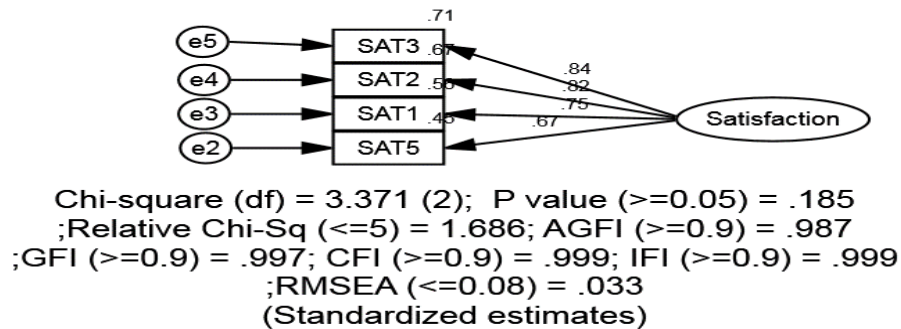 .71
e5 SAT3 .84
.67
e4 SAT2 .82
.56
e3 SAT1 .75 Satisfaction
.45
e2 SAT5 .67
Chi-square (df) = 3.371 (2); P value (>=0.05) = .185
;Relative Chi-Sq (<=5) = 1.686; AGFI (>=0.9) = .987
;GFI (>=0.9) = .997; CFI (>=0.9) = .999; IFI (>=0.9) = .999
;RMSEA (<=0.08) = .033
(Standardized estimates)